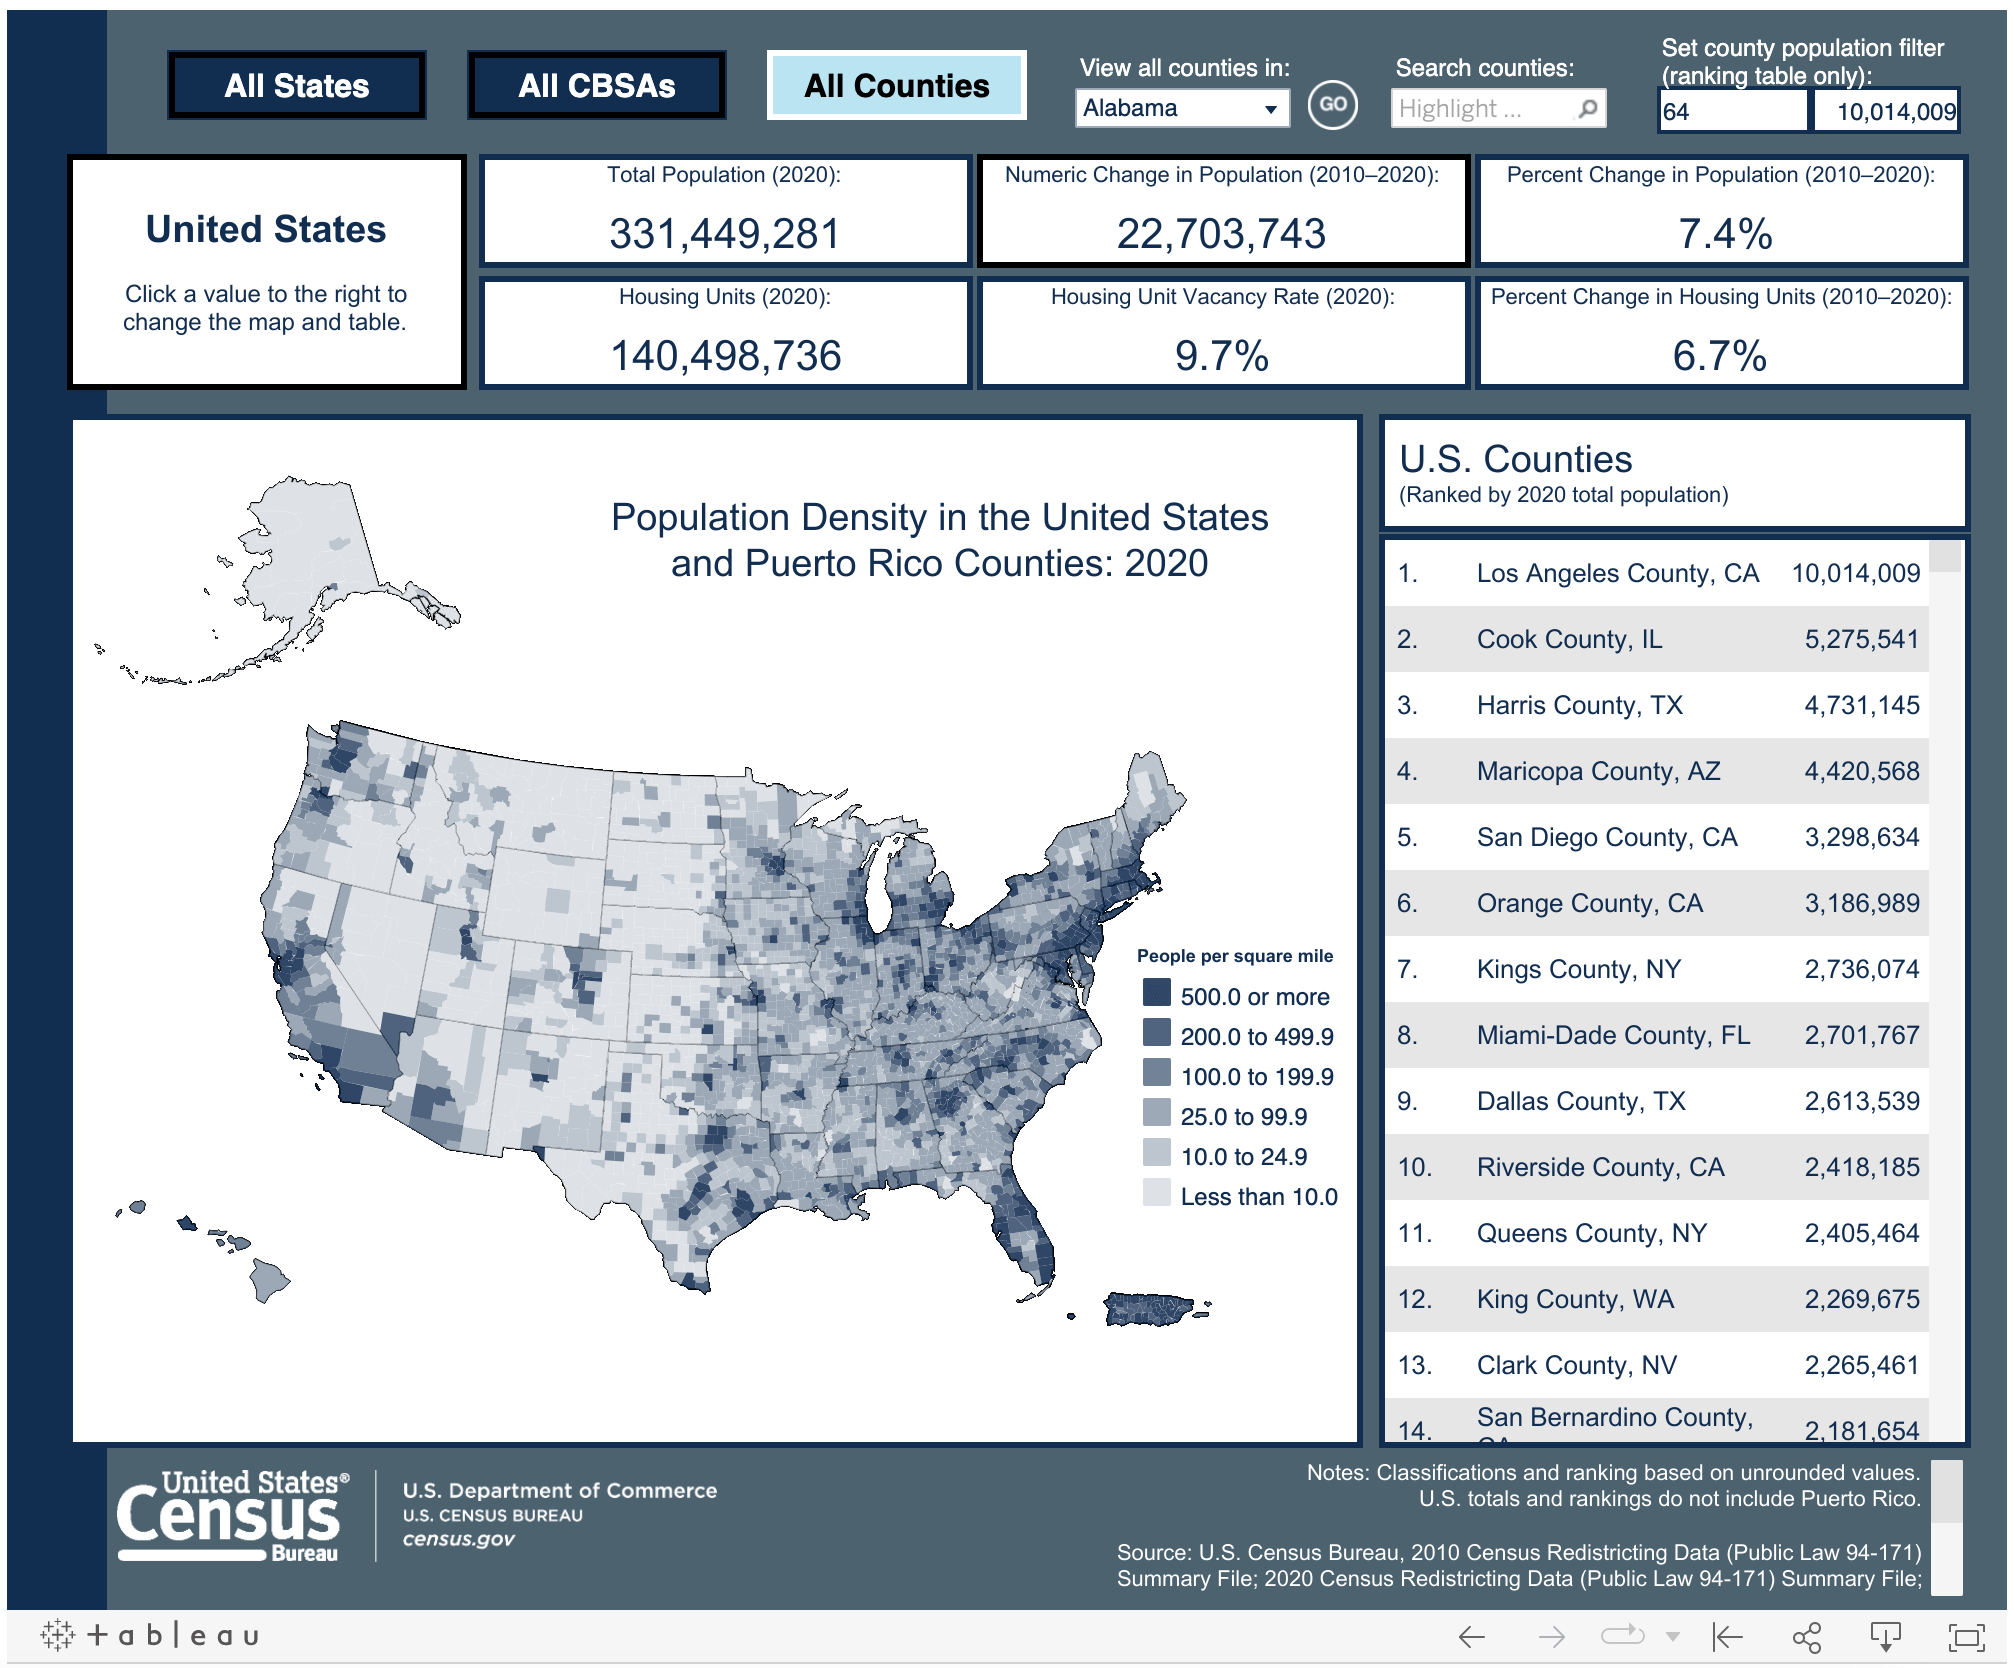 All States
All CBSAs
All Counties
View all counties in:
Alabama
GO
Search counties:
Highlight ...
Set county population filter
(ranking table only):
64
10,014,009
United States
Click a value to the right to
change the map and table.
Total Population (2020):
331,449,281
Numeric Change in Population (2010–2020):
22,703,743
Percent Change in Population (2010–2020):
7.4%
Housing Units (2020):
140,498,736
Housing Unit Vacancy Rate (2020):
9.7%
Percent Change in Housing Units (2010–2020):
6.7%
Population Density in the United States
and Puerto Rico Counties: 2020
People per square mile
500.0 or more
200.0 to 499.9
100.0 to 199.9
25.0 to 99.9
10.0 to 24.9
Less than 10.0
U.S. Counties
(Ranked by 2020 total population)
1. Los Angeles County, CA 10,014,009
2. Cook County, IL 5,275,541
3. Harris County, TX 4,731,145
4. Maricopa County, AZ 4,420,568
5. San Diego County, CA 3,298,634
6. Orange County, CA 3,186,989
7. Kings County, NY 2,736,074
8. Miami-Dade County, FL 2,701,767
9. Dallas County, TX 2,613,539
10. Riverside County, CA 2,418,185
11. Queens County, NY 2,405,464
12. King County, WA 2,269,675
13. Clark County, NV 2,265,461
14. San Bernardino County, 2,181,654
United States®
Census
Bureau
U.S. Department of Commerce
U.S. CENSUS BUREAU
census.gov
Notes: Classifications and ranking based on unrounded values.
U.S. totals and rankings do not include Puerto Rico.
Source: U.S. Census Bureau, 2010 Census Redistricting Data (Public Law 94-171)
Summary File; 2020 Census Redistricting Data (Public Law 94-171) Summary File;
+ableau